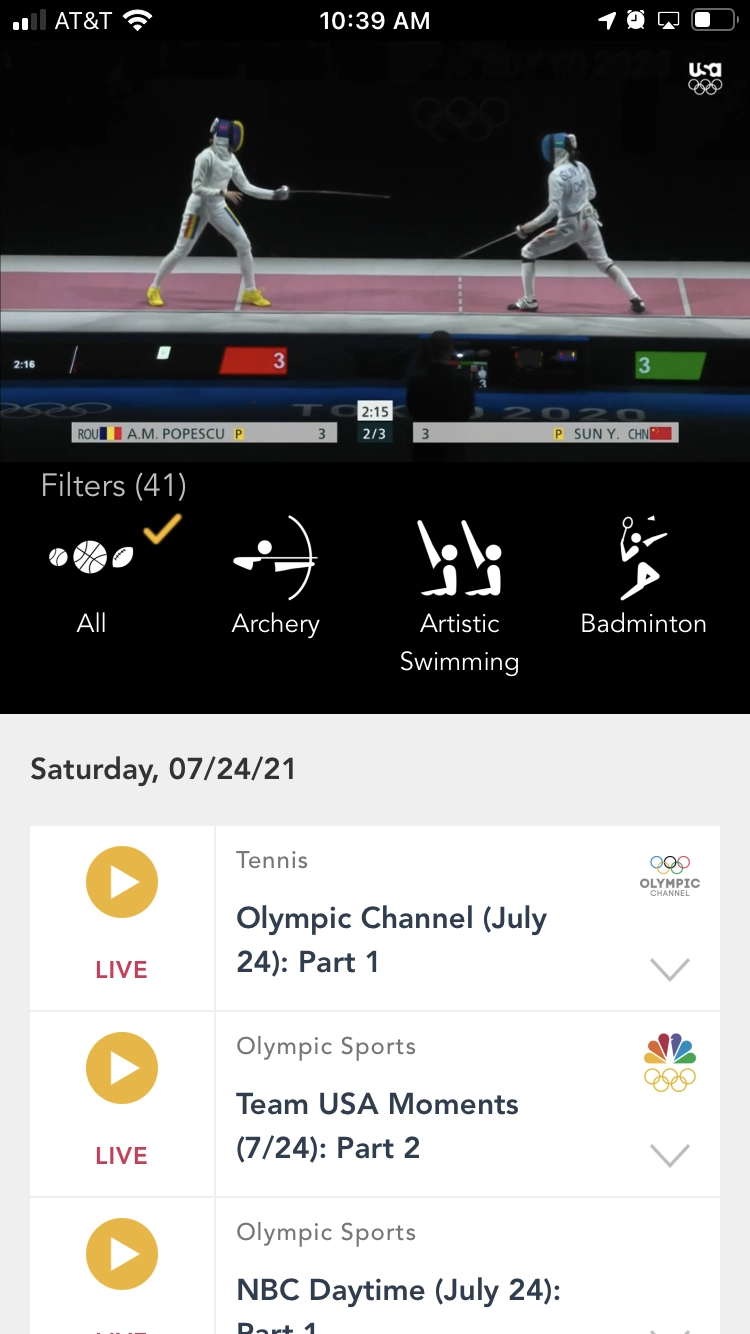 AT&T
10:39 AM
usa
SUN Y
2:16
3
3
TOKYO 2020
2:15
ROU A.M. POPESCU P 3
2/3
3 P SUN Y. CHN
Filters (41)
All
Archery
Artistic
Swimming
Badminton
Saturday, 07/24/21
Tennis
Olympic Channel (July
24): Part 1
OLYMPIC
CHANNEL
LIVE
Olympic Sports
Team USA Moments
(7/24): Part 2
LIVE
Olympic Sports
NBC Daytime (July 24):
Part 1
LIVE